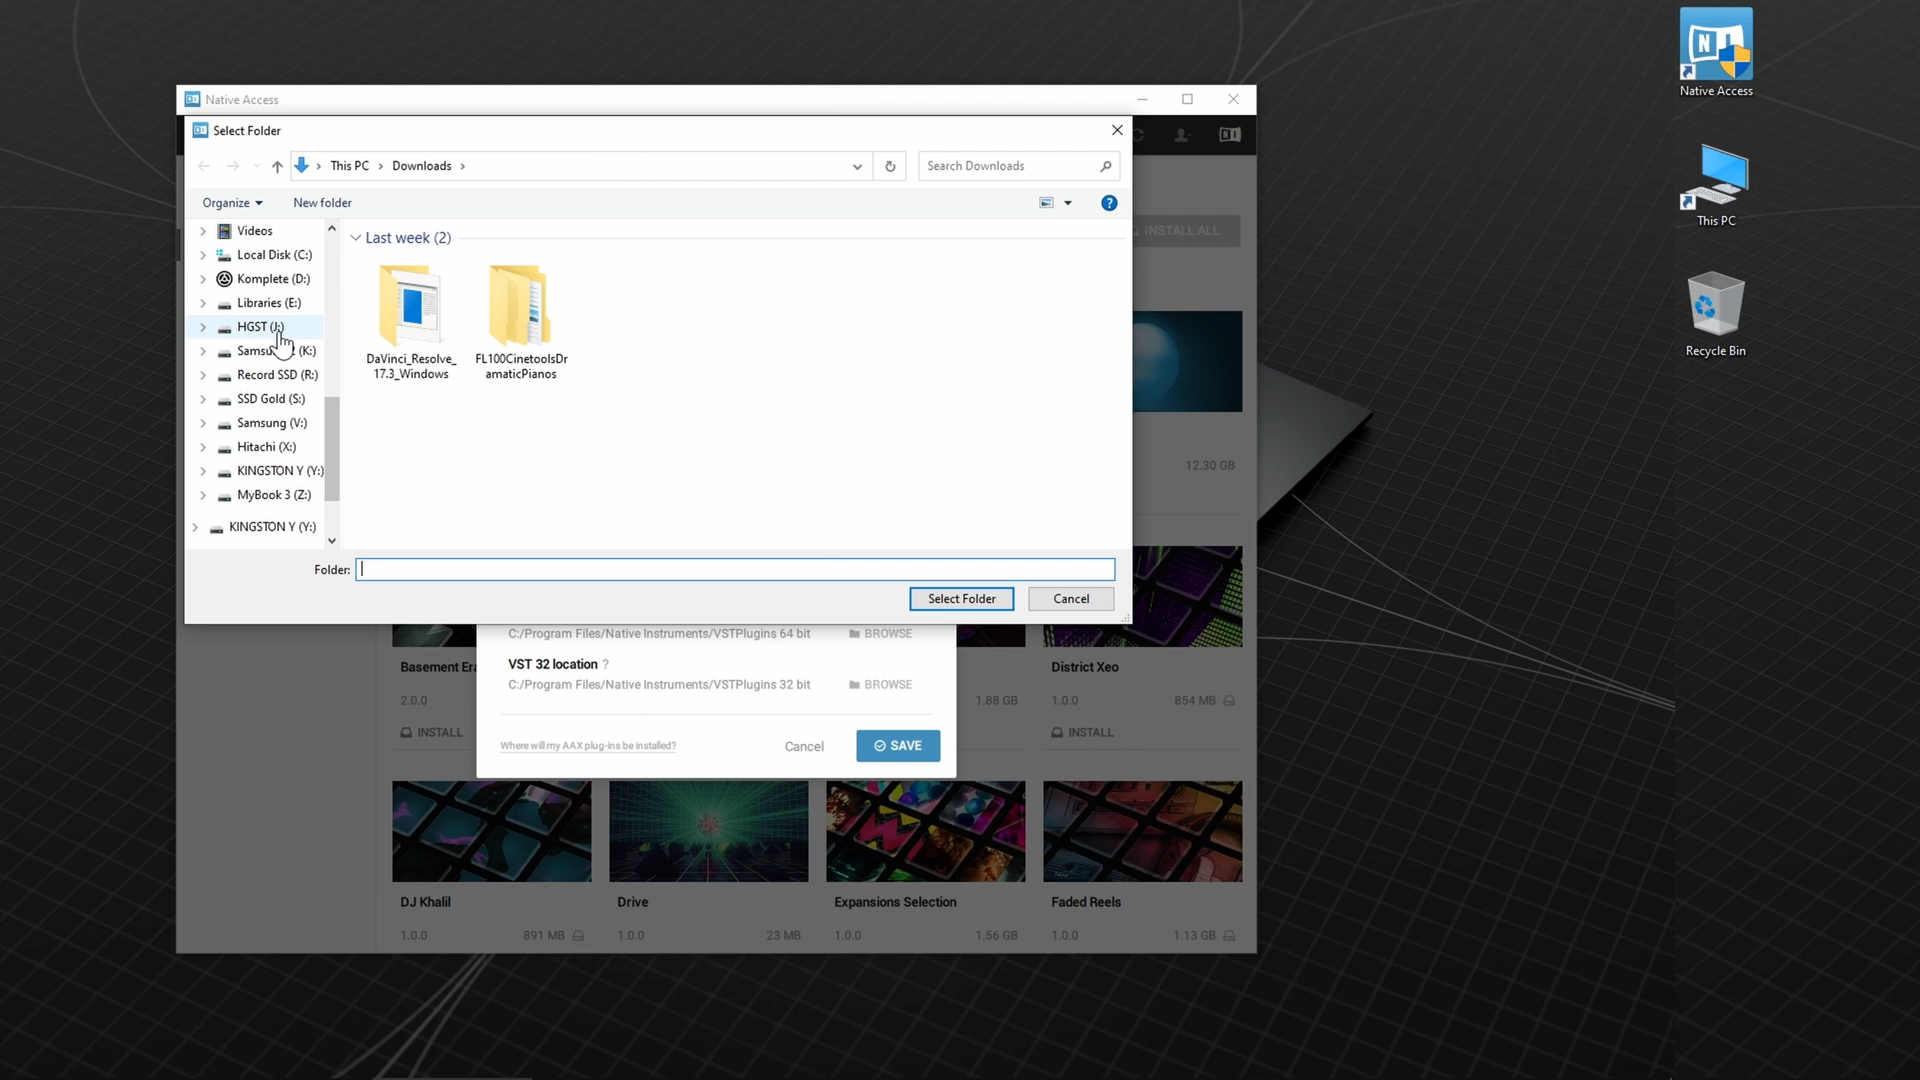 Native Access
Select Folder
This PC
Downloads
Search Downloads
Organize
New folder
?
Videos
Local Disk (C:)
Komplete (D:)
Libraries (E:)
HGST (J:)
(K:)
Record SSD (R:)
SSD Gold (S:)
Samsung (V:)
Hitachi (X:)
KINGSTON Y (Y:)
MyBook 3 (Z:)
KINGSTON Y (Y:)
Last week (2)
DaVinci_Resolve_
17.3_Windows
FL100CinetoolsDr
amaticPianos
Folder:
Select Folder
Cancel
INSTALL ALL
12.30 GB
C:/Program Files/Native Instruments/VSTPlugins 64 bit
BROWSE
VST 32 location ?
C:/Program Files/Native Instruments/VSTPlugins 32 bit
BROWSE
Where will my AAX plug-ins be installed?
Cancel
SAVE
Basement
2.0.0
INSTALL
1.88 GB
District Xeo
1.0.0
854 MB
INSTALL
DJ Khalil
1.0.0
891 MB
Drive
1.0.0
23 MB
Expansions Selection
1.0.0
1.56 GB
Faded Reels
1.0.0
1.13 GB
NI
Native Access
This PC
Recycle Bin